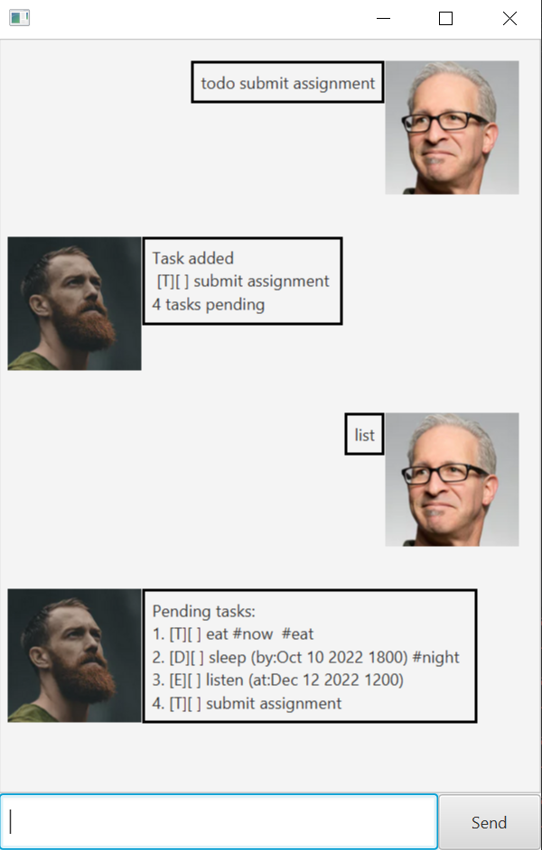 todo submit assignment
Task added
[T][ ] submit assignment
4 tasks pending
list
Pending tasks:
1. [T][ ] eat #now  #eat
2. [D][ ] sleep (by:Oct 10 2022 1800) #night
3. [E][ ] listen (at:Dec 12 2022 1200)
4. [T][ ] submit assignment
Send